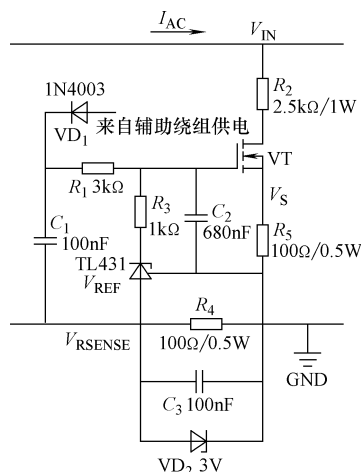 I_AC
V_IN
1N4003
R_2
2.5kΩ/1W
VD_1
来自辅助绕组供电
VT
R_1 3kΩ
V_S
C_1
100nF
R_3
1kΩ
C_2
680nF
R_5
100Ω/0.5W
TL431
V_REF
R_4
V_RSENSE
100Ω/0.5W
GND
C_3 100nF
VD_2 3V